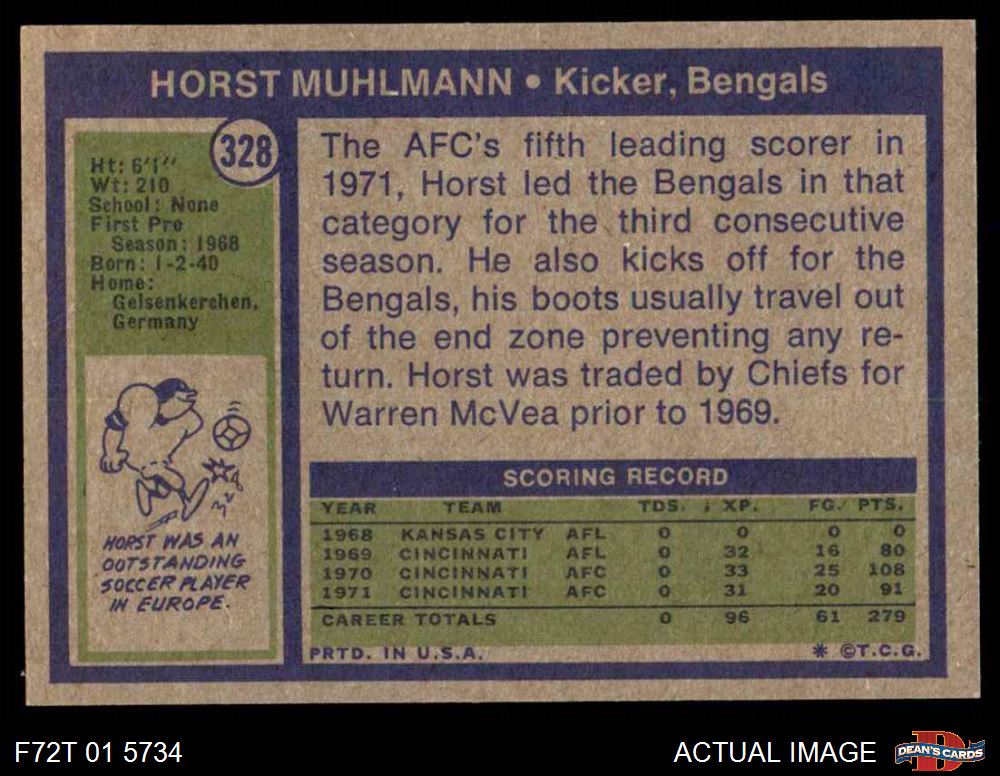 HORST MUHLMANN • Kicker, Bengals
328
Ht: 6'1"
Wt: 210
School: None
First Pro
Season: 1968
Born: 1-2-40
Home:
Gelsenkerchen,
Germany
HORST WAS AN
OUTSTANDING
SOCCER PLAYER
IN EUROPE.
The AFC's fifth leading scorer in
1971, Horst led the Bengals in that
category for the third consecutive
season. He also kicks off for the
Bengals, his boots usually travel out
of the end zone preventing any re-
turn. Horst was traded by Chiefs for
Warren McVea prior to 1969.
SCORING RECORD
YEAR TEAM TDS. XP. FG. PTS.
1968 KANSAS CITY AFL 0 0 0 0
1969 CINCINNATI AFL 0 32 16 80
1970 CINCINNATI AFC 0 33 25 108
1971 CINCINNATI AFC 0 31 20 91
CAREER TOTALS 0 96 61 279
PRTD. IN U.S.A. * ©T.C.G.
F72T 01 5734
ACTUAL IMAGE
D
DEAN'S CARDS